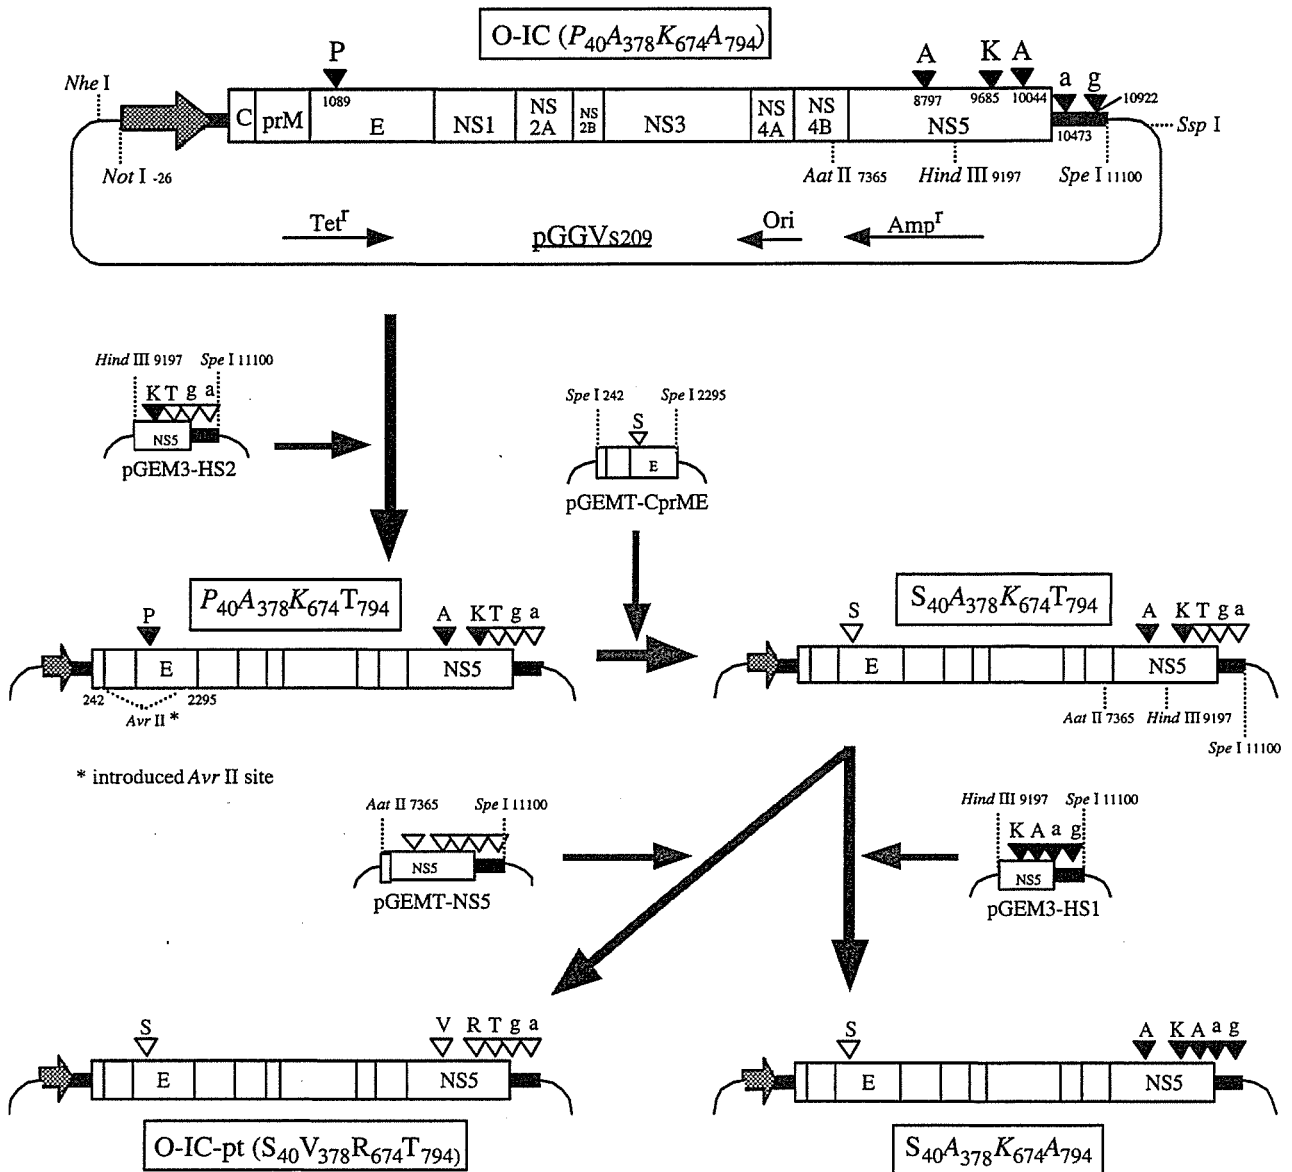 O-IC (P40A378K674A794)
P
A K A
a g
Nhe I
1089
8797
9685
10044
10922
C prM E NS1 NS 2A NS 2B NS3 NS 4A NS 4B NS5
10473
Ssp I
Not I -26
Aat II 7365
Hind III 9197
Spe I 11100
Tetr
pGGVS209
Ori
Ampr
Hind III 9197
Spe I 11100
K T g a
NS5
pGEM3-HS2
Spe I 242
Spe I 2295
S
E
pGEMT-CprME
P40A378K674T794
P
A K T g a
E
NS5
242
2295
Avr II *
S40A378K674T794
S
A K T g a
E
NS5
Aat II 7365
Hind III 9197
Spe I 11100
* introduced Avr II site
Aat II 7365
Spe I 11100
NS5
pGEMT-NS5
Hind III 9197
Spe I 11100
K A a g
NS5
pGEM3-HS1
S
V R T g a
E
NS5
O-IC-pt (S40V378R674T794)
S
A K A a g
E
NS5
S40A378K674A794